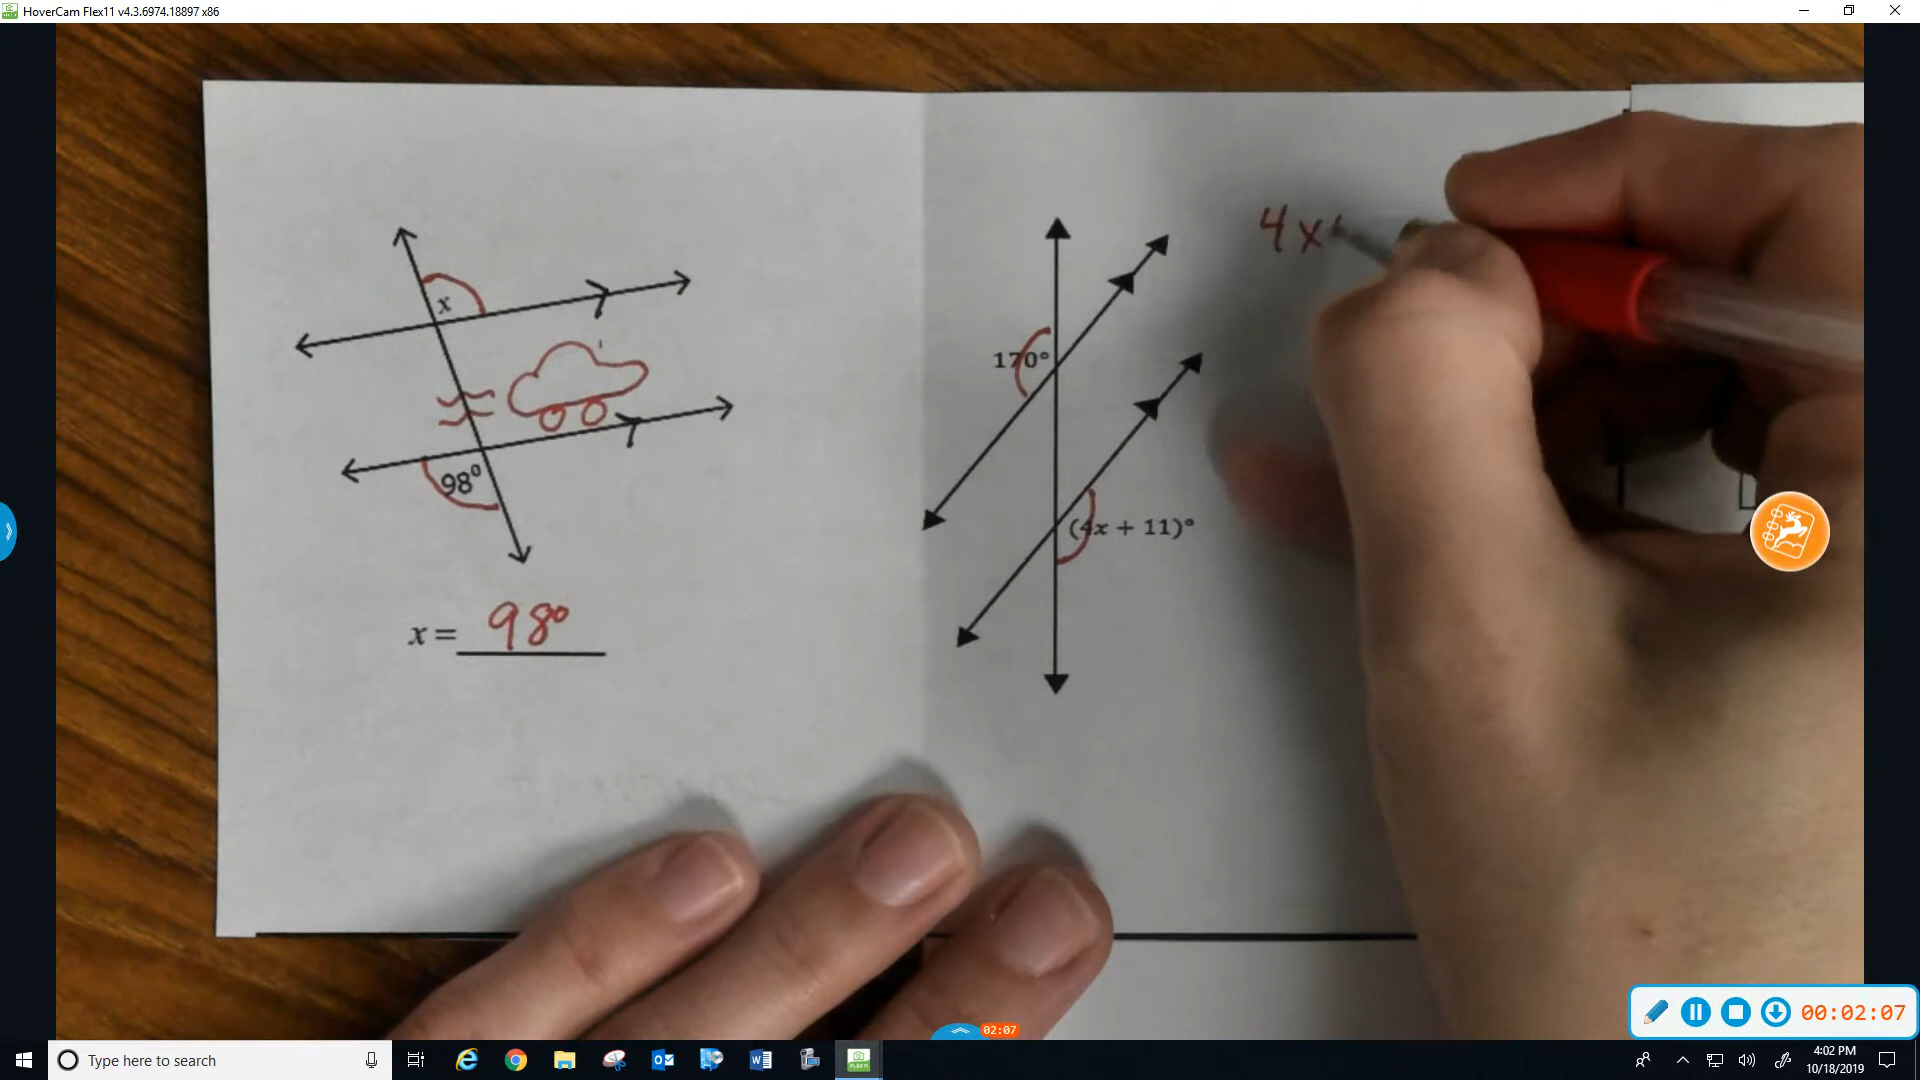 HoverCam Flex11 v4.3.6974.18897 x86
x
98°
x = 98°
4x
170°
(4x + 11)°
02:07
00:02:07
Type here to search
4:02 PM
10/18/2019